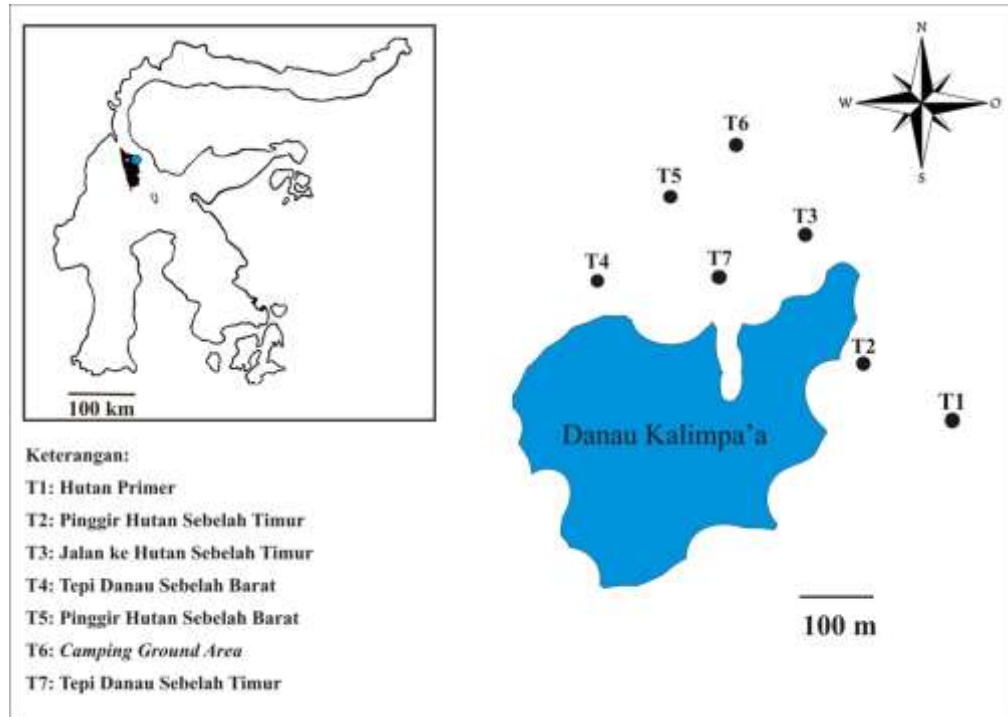 N
W
O
S
T6
T5
T3
T4
T7
T2
T1
Danau Kalimpa'a
100 km
100 m
Keterangan:
T1: Hutan Primer
T2: Pinggir Hutan Sebelah Timur
T3: Jalan ke Hutan Sebelah Timur
T4: Tepi Danau Sebelah Barat
T5: Pinggir Hutan Sebelah Barat
T6: Camping Ground Area
T7: Tepi Danau Sebelah Timur